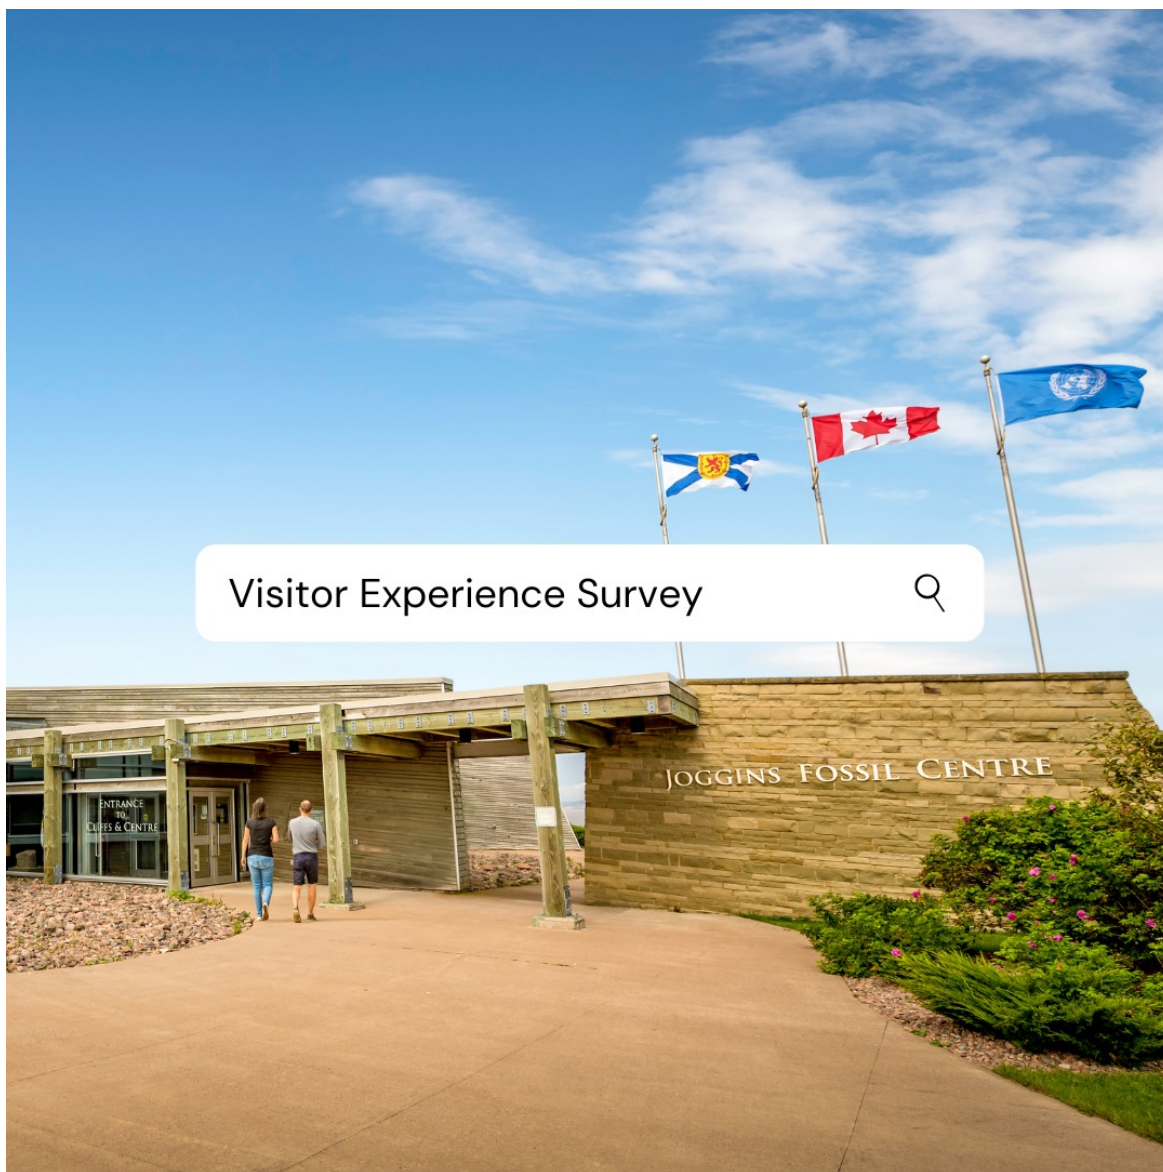 Visitor Experience Survey
JOGGINS FOSSIL CENTRE
ENTRANCE
TO
CLIFFS & CENTRE